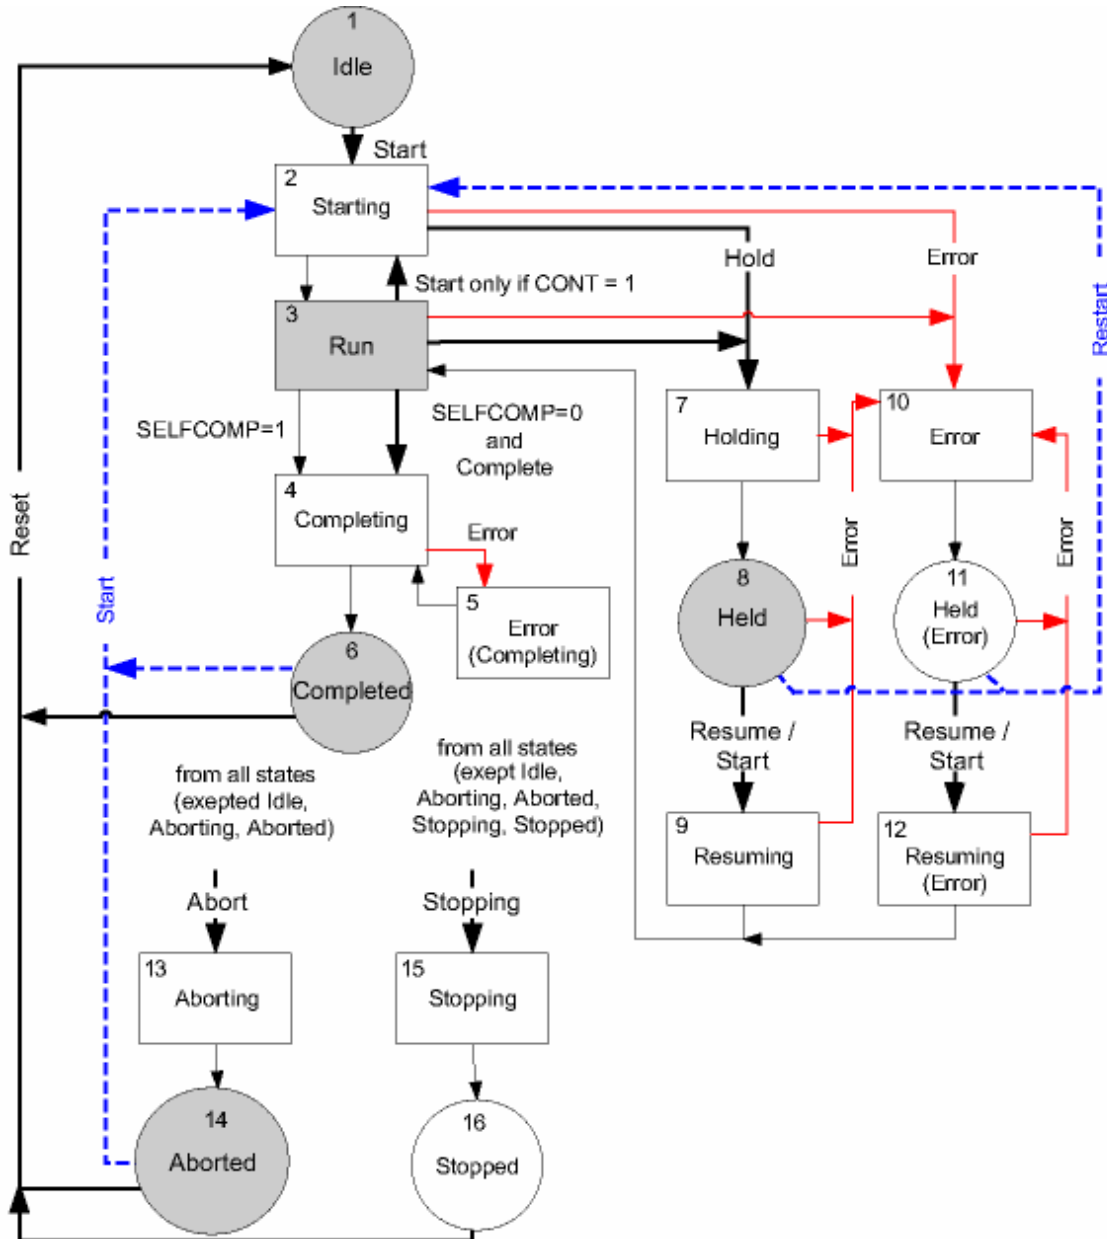 1
Idle
Start
2
Starting
Hold
Error
Start only if CONT = 1
3
Run
Restart
SELFCOMP=1
SELFCOMP=0
and
Complete
7
Holding
10
Error
4
Completing
Error
Reset
Start
Error
Error
5
Error
(Completing)
8
Held
11
Held
(Error)
6
Completed
Resume /
Start
Resume /
Start
from all states
(exepted Idle,
Aborting, Aborted)
from all states
(exept Idle,
Aborting, Aborted,
Stopping, Stopped)
9
Resuming
12
Resuming
(Error)
Abort
Stopping
13
Aborting
15
Stopping
14
Aborted
16
Stopped